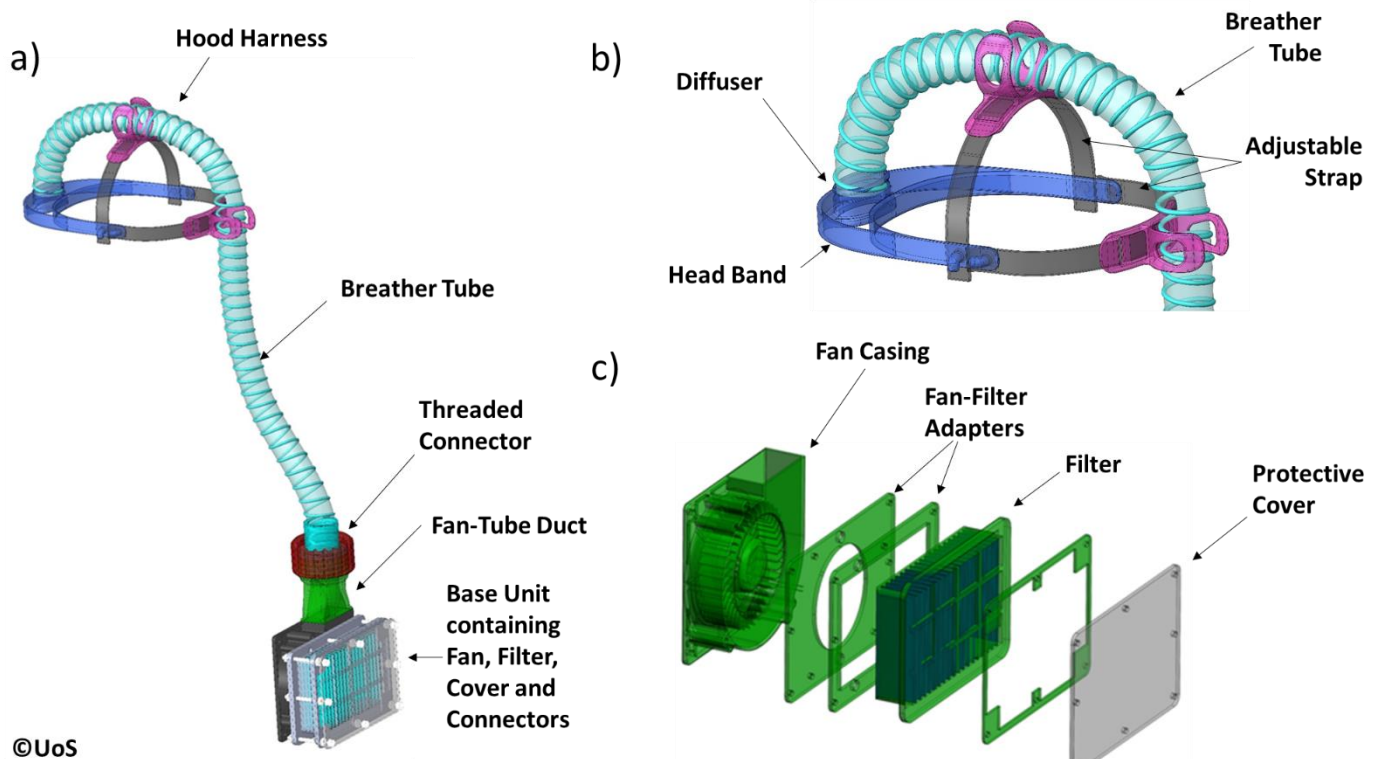 a)
Hood Harness
Breather Tube
Threaded
Connector
Fan-Tube Duct
Base Unit
containing
Fan, Filter,
Cover and
Connectors
©UoS
b)
Diffuser
Head Band
Breather
Tube
Adjustable
Strap
c)
Fan Casing
Fan-Filter
Adapters
Filter
Protective
Cover